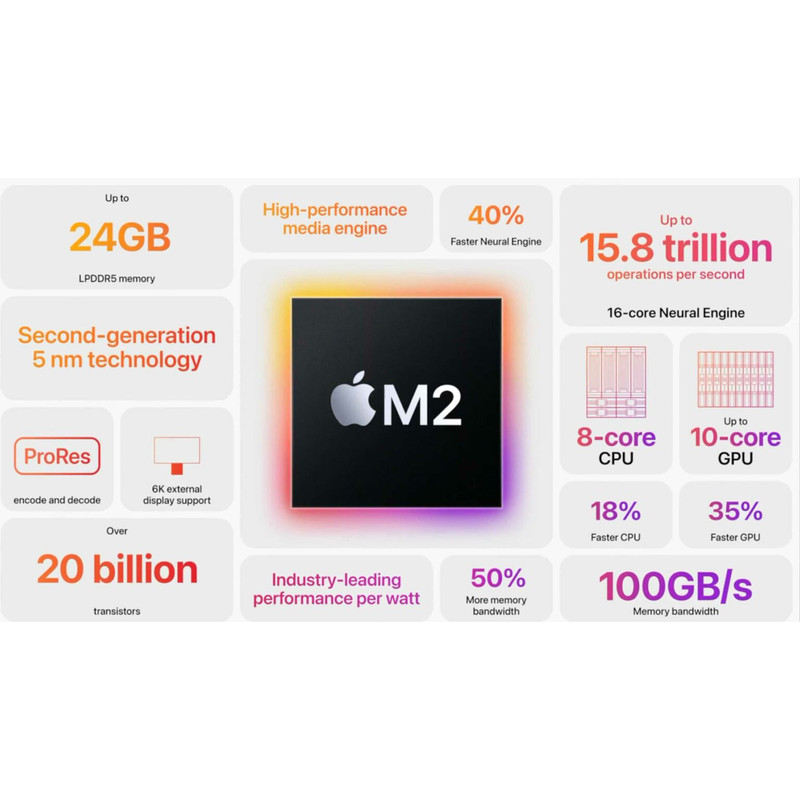 Up to
24GB
LPDDR5 memory
High-performance
media engine
40%
Faster Neural Engine
Up to
15.8 trillion
operations per second
16-core Neural Engine
Second-generation
5 nm technology
M2
8-core
CPU
Up to
10-core
GPU
ProRes
encode and decode
6K external
display support
18%
Faster CPU
35%
Faster GPU
Over
20 billion
transistors
Industry-leading
performance per watt
50%
More memory
bandwidth
100GB/s
Memory bandwidth